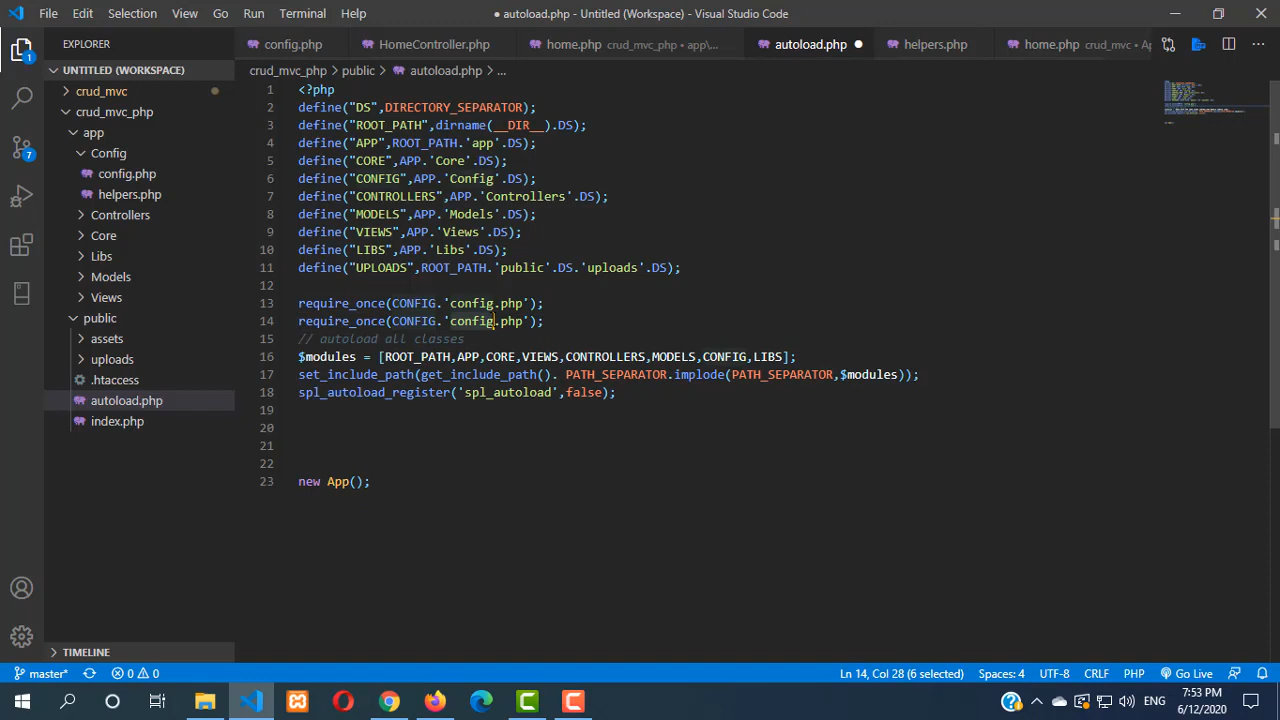 File Edit Selection View Go Run Terminal Help
● autoload.php - Untitled (Workspace) - Visual Studio Code
EXPLORER
config.php HomeController.php home.php crud_mvc_php • app\... autoload.php helpers.php home.php crud_mvc • Ap
UNTITLED (WORKSPACE)
crud_mvc_php > public > autoload.php > ...
crud_mvc
crud_mvc_php
app
Config
config.php
helpers.php
Controllers
Core
Libs
Models
Views
public
assets
uploads
.htaccess
autoload.php
index.php
TIMELINE
1
7
1 <?php
2 define("DS",DIRECTORY_SEPARATOR);
3 define("ROOT_PATH",dirname(__DIR__).DS);
4 define("APP",ROOT_PATH.'app'.DS);
5 define("CORE",APP.'Core'.DS);
6 define("CONFIG",APP.'Config'.DS);
7 define("CONTROLLERS",APP.'Controllers'.DS);
8 define("MODELS",APP.'Models'.DS);
9 define("VIEWS",APP.'Views'.DS);
10 define("LIBS",APP.'Libs'.DS);
11 define("UPLOADS",ROOT_PATH.'public'.DS.'uploads'.DS);
12
13 require_once(CONFIG.'config.php');
14 require_once(CONFIG.'config.php');
15 // autoload all classes
16 $modules = [ROOT_PATH,APP,CORE,VIEWS,CONTROLLERS,MODELS,CONFIG,LIBS];
17 set_include_path(get_include_path(). PATH_SEPARATOR.implode(PATH_SEPARATOR,$modules));
18 spl_autoload_register('spl_autoload',false);
19
20
21
22
23 new App();
master* 0 0 Ln 14, Col 28 (6 selected) Spaces: 4 UTF-8 CRLF PHP Go Live
ENG 7:53 PM
6/12/2020